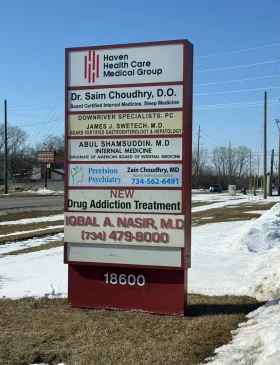 Haven
Health Care
Medical Group
Dr. Saim Choudhry, D.O.
Board Certified Internal Medicine, Sleep Medicine
DOWNRIVER SPECIALISTS, PC
JAMES J. SWETECH, M.D.
BOARD CERTIFIED GASTROENTEROLOGY & HEPATOLOGY
ABUL SHAMSUDDIN, M.D
INTERNAL MEDICINE
DIPLOMATE OF AMERICAN BOARD OF INTERNAL MEDICINE
Precision
Psychiatry
Zain Choudhry, MD
734-562-6491
NEW
Drug Addiction Treatment
IQBAL A. NASIR, M.D
(734) 479-8000
18600